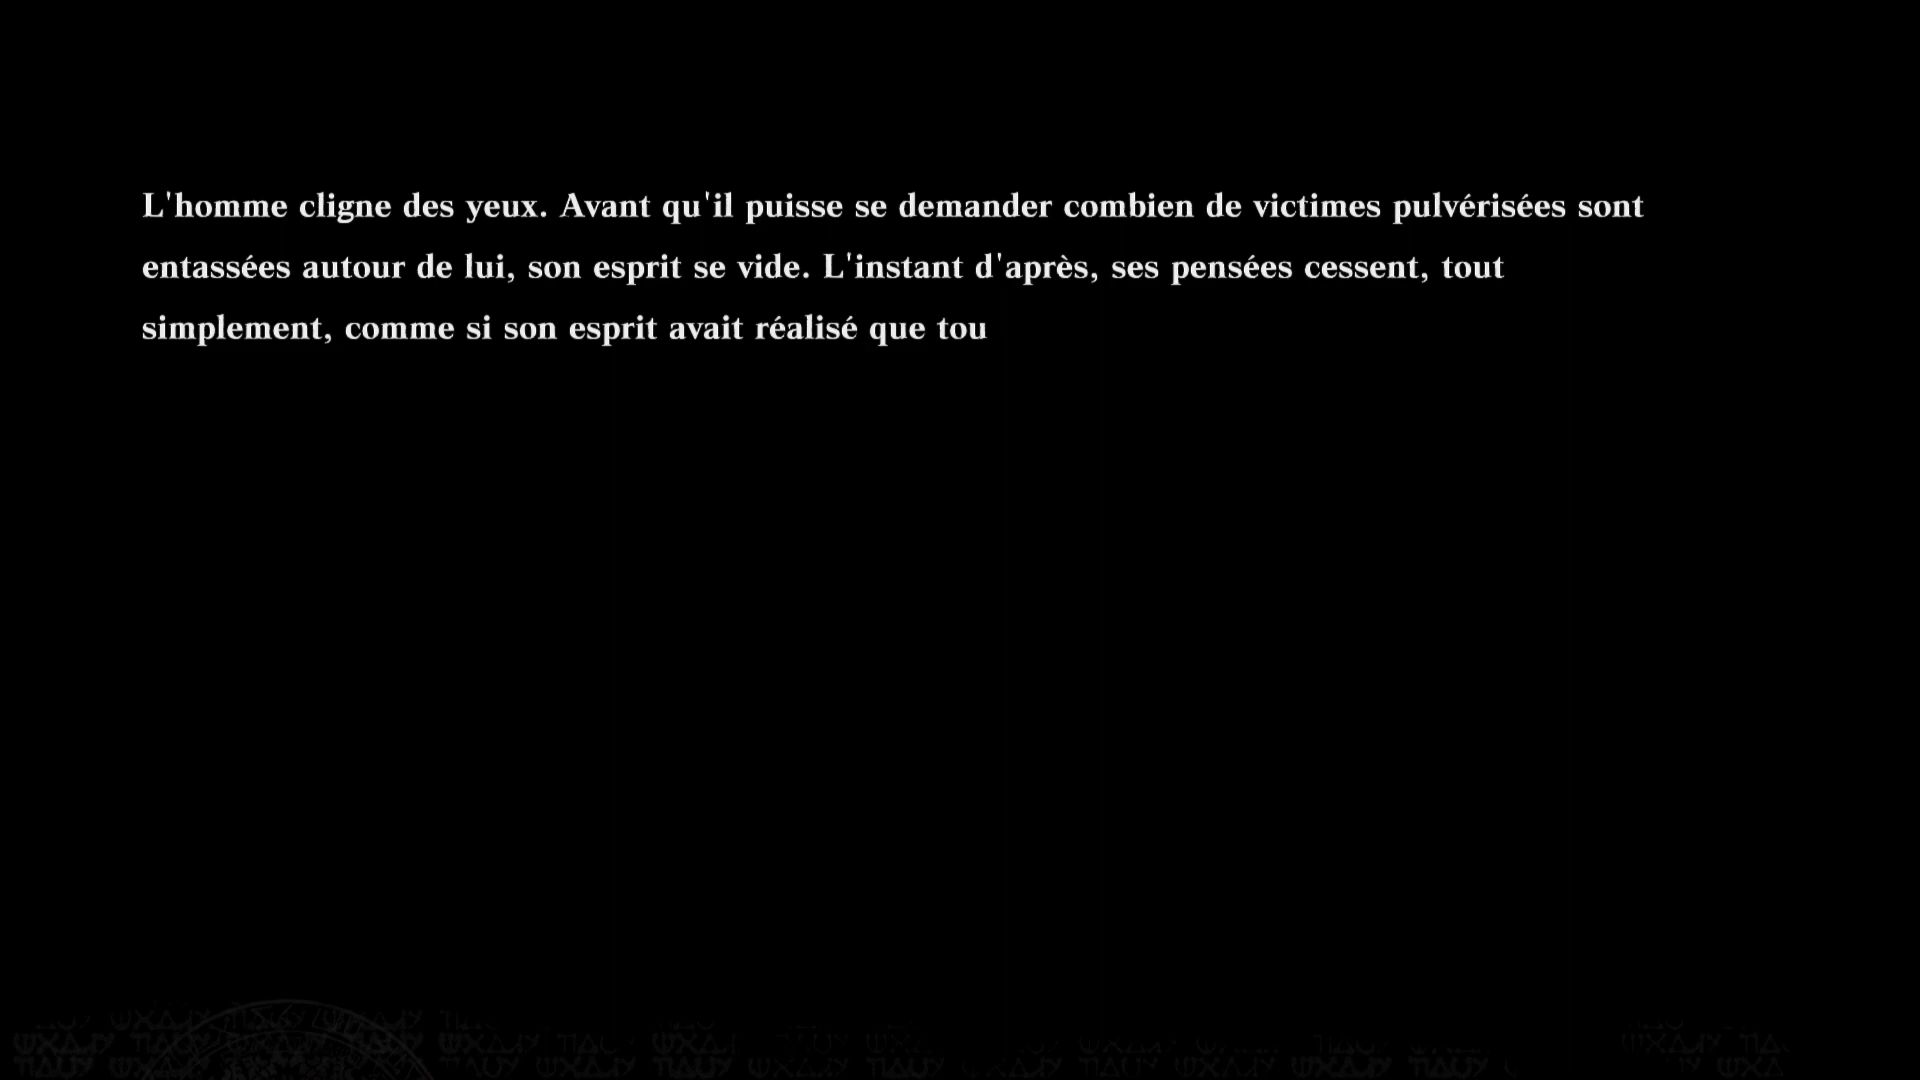 L'homme cligne des yeux. Avant qu'il puisse se demander combien de victimes pulvérisées sont
entassées autour de lui, son esprit se vide. L'instant d'après, ses pensées cessent, tout
simplement, comme si son esprit avait réalisé que tou